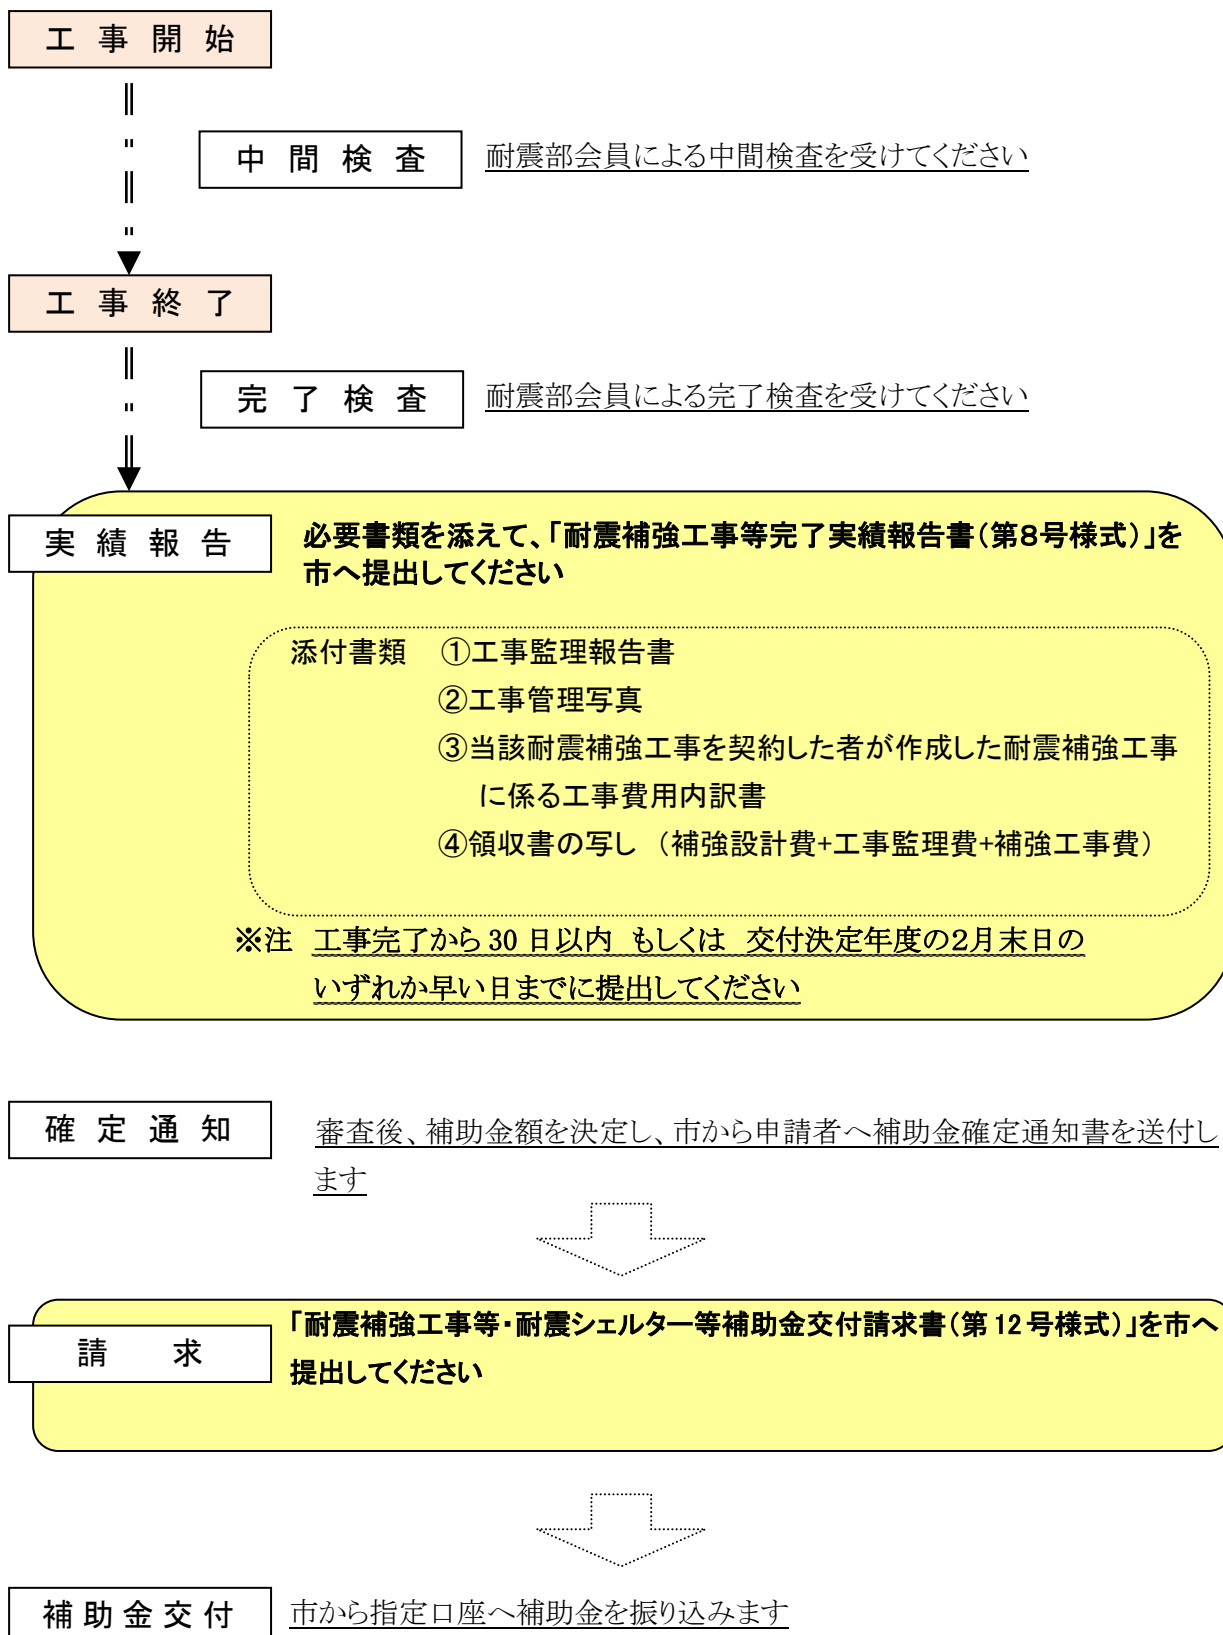 工事開始
中間検査 耐震部会員による中間検査を受けてください
工事終了
完了検査 耐震部会員による完了検査を受けてください
実績報告 必要書類を添えて、「耐震補強工事等完了実績報告書(第8号様式)」を
市へ提出してください
添付書類 ①工事監理報告書
②工事管理写真
③当該耐震補強工事を契約した者が作成した耐震補強工事
に係る工事費用内訳書
④領収書の写し (補強設計費+工事監理費+補強工事費)
※注 工事完了から30日以内 もしくは 交付決定年度の2月末日の
いずれか早い日までに提出してください
確定通知 審査後、補助金額を決定し、市から申請者へ補助金確定通知書を送付し
ます
請求 「耐震補強工事等・耐震シェルター等補助金交付請求書(第12号様式)」を市へ
提出してください
補助金交付 市から指定口座へ補助金を振り込みます